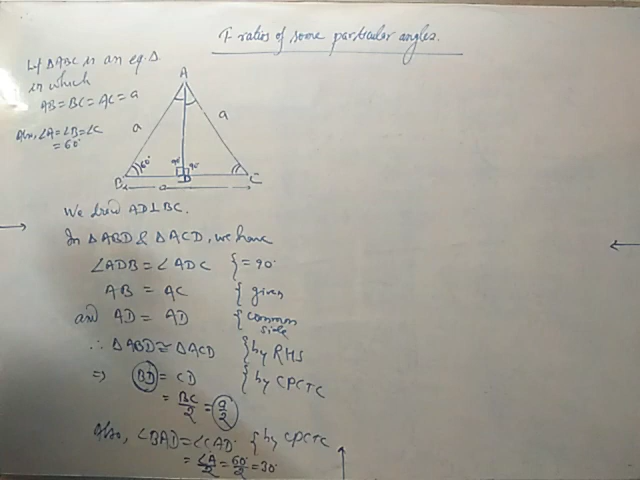 T ratios of some particular angles.
Let ΔABC is an eq. Δ
in which
AB = BC = AC = a
Also, ∠A = ∠B = ∠C
= 60°
A
a
a
60°
90° 90°
B D C
a
We draw AD⊥BC.
In ΔABD & ΔACD, we have
∠ADB = ∠ADC { = 90°
AB = AC { given
and AD = AD { common
side
∴ ΔABD ≅ ΔACD } by RHS
⇒ BD = CD } by CPCTC
= BC/2 = a/2
Also, ∠BAD = ∠CAD { by CPCTC
= ∠A/2 = 60°/2 = 30°